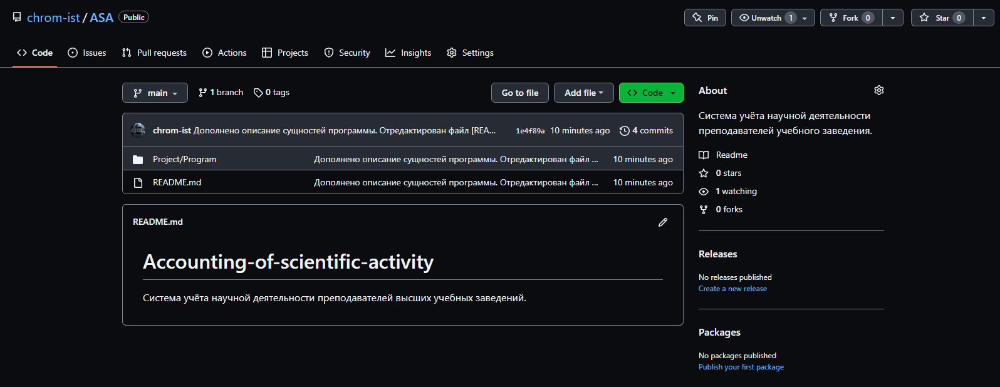 chrom-ist / ASA Public
Pin
Unwatch 1
Fork 0
Star 0
Code
Issues
Pull requests
Actions
Projects
Security
Insights
Settings
main
1 branch
0 tags
Go to file
Add file
Code
chrom-ist Дополнено описание сущностей программы. Отредактирован файл [REA...
1e4f89a 10 minutes ago
4 commits
Project/Program
Дополнено описание сущностей программы. Отредактирован файл ...
10 minutes ago
README.md
Дополнено описание сущностей программы. Отредактирован файл ...
10 minutes ago
README.md
Accounting-of-scientific-activity
Система учёта научной деятельности преподавателей высших учебных заведений.
About
Система учёта научной деятельности
преподавателей учебного заведения.
Readme
0 stars
1 watching
0 forks
Releases
No releases published
Create a new release
Packages
No packages published
Publish your first package